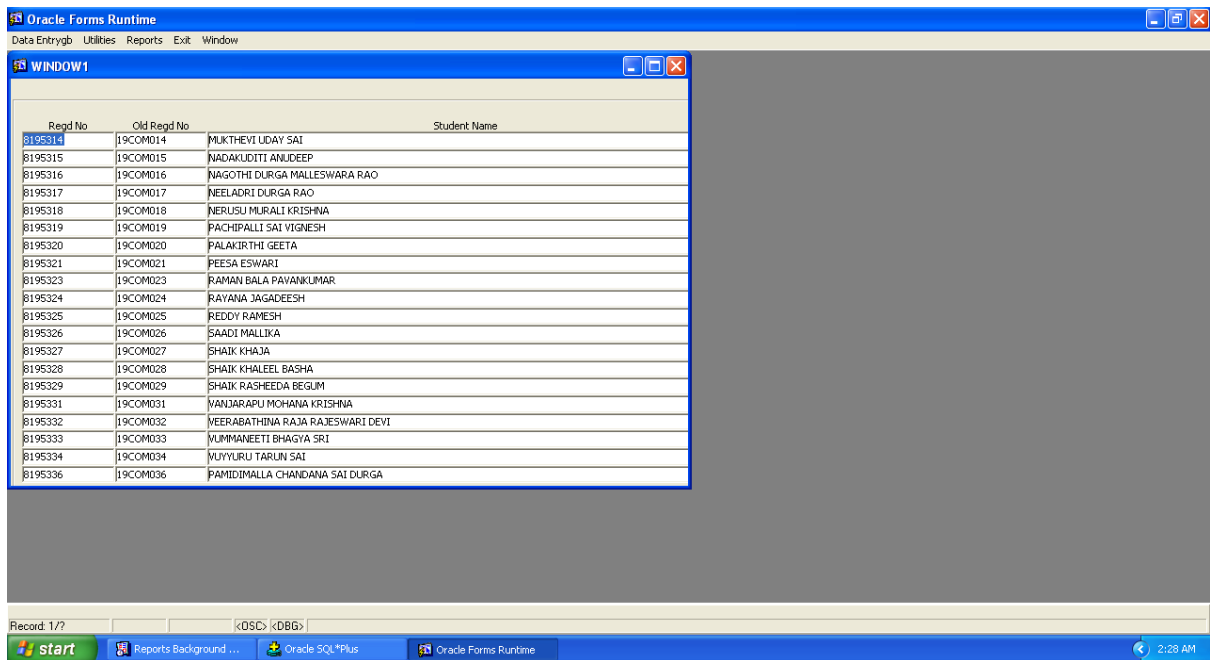 Oracle Forms Runtime
Data Entrygb Utilities Reports Exit Window
WINDOW1
Regd No Old Regd No Student Name
8195314 19COM014 MUKTHEVI UDAY SAI
8195315 19COM015 NADAKUDITI ANUDEEP
8195316 19COM016 NAGOTHI DURGA MALLESWARA RAO
8195317 19COM017 NEELADRI DURGA RAO
8195318 19COM018 NERUSU MURALI KRISHNA
8195319 19COM019 PACHIPALLI SAI VIGNESH
8195320 19COM020 PALAKIRTHI GEETA
8195321 19COM021 PEESA ESWARI
8195323 19COM023 RAMAN BALA PAVANKUMAR
8195324 19COM024 RAYANA JAGADEESH
8195325 19COM025 REDDY RAMESH
8195326 19COM026 SAADI MALLIKA
8195327 19COM027 SHAIK KHAJA
8195328 19COM028 SHAIK KHALEEL BASHA
8195329 19COM029 SHAIK RASHEEDA BEGUM
8195331 19COM031 VANJARAPU MOHANA KRISHNA
8195332 19COM032 VEERABATHINA RAJA RAJESWARI DEVI
8195333 19COM033 VUMMANEETI BHAGYA SRI
8195334 19COM034 VUYYURU TARUN SAI
8195336 19COM036 PAMIDIMALLA CHANDANA SAI DURGA
Record: 1/? <OSC> <DBG>
start Reports Background ... Oracle SQL*Plus Oracle Forms Runtime 2:28 AM